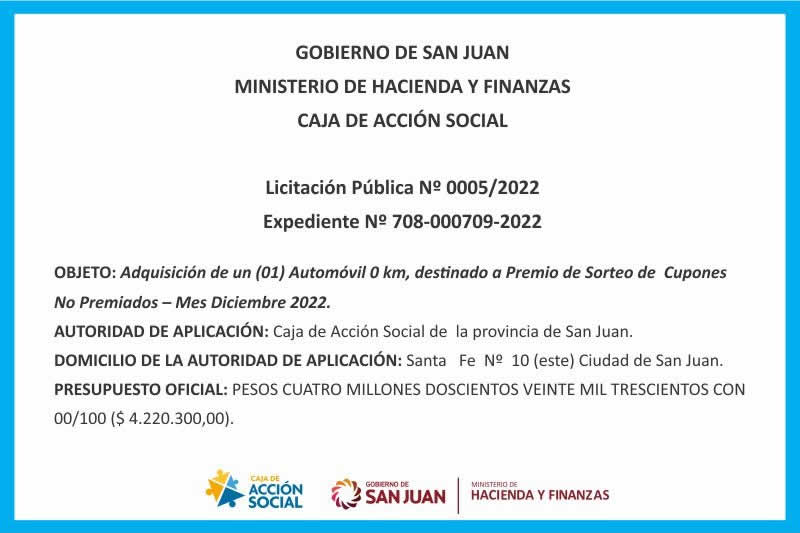 GOBIERNO DE SAN JUAN
MINISTERIO DE HACIENDA Y FINANZAS
CAJA DE ACCIÓN SOCIAL
Licitación Pública Nº 0005/2022
Expediente Nº 708-000709-2022
OBJETO: Adquisición de un (01) Automóvil 0 km, destinado a Premio de Sorteo de Cupones
No Premiados – Mes Diciembre 2022.
AUTORIDAD DE APLICACIÓN: Caja de Acción Social de la provincia de San Juan.
DOMICILIO DE LA AUTORIDAD DE APLICACIÓN: Santa Fe Nº 10 (este) Ciudad de San Juan.
PRESUPUESTO OFICIAL: PESOS CUATRO MILLONES DOSCIENTOS VEINTE MIL TRESCIENTOS CON
00/100 ($ 4.220.300,00).
CAJA DE
ACCIÓN
SOCIAL
GOBIERNO DE
SAN JUAN
MINISTERIO DE
HACIENDA Y FINANZAS